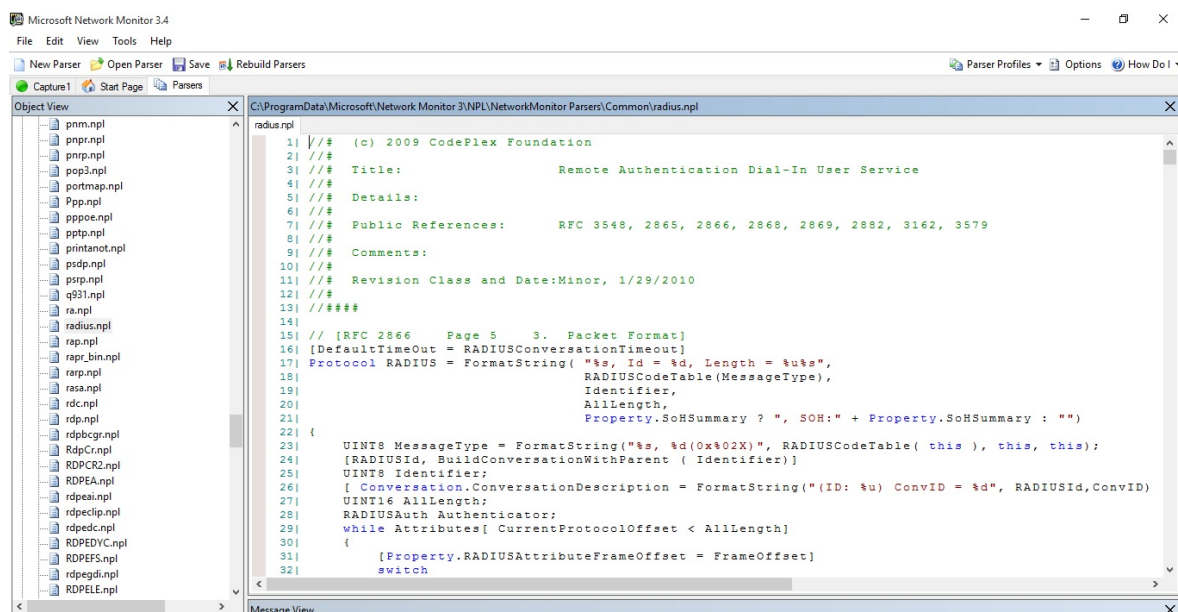 Microsoft Network Monitor 3.4
File Edit View Tools Help
New Parser Open Parser Save Rebuild Parsers Parser Profiles Options How Do I
Capture1 Start Page Parsers
Object View
pnm.npl
pnpr.npl
pnrp.npl
pop3.npl
portmap.npl
Ppp.npl
pppoe.npl
pptp.npl
printanot.npl
psdp.npl
psrp.npl
q931.npl
ra.npl
radius.npl
rap.npl
rapr_bin.npl
rarp.npl
rasa.npl
rdc.npl
rdp.npl
rdpbcgr.npl
RdpCr.npl
RDPCR2.npl
RDPEA.npl
rdpeai.npl
rdpeclip.npl
rdpedc.npl
RDPEDYC.npl
RDPEFS.npl
rdpegdi.npl
RDPELE.npl
C:\ProgramData\Microsoft\Network Monitor 3\NPL\NetworkMonitor Parsers\Common\radius.npl
radius.npl
1| //# (c) 2009 CodePlex Foundation
2| //#
3| //# Title: Remote Authentication Dial-In User Service
4| //#
5| //# Details:
6| //#
7| //# Public References: RFC 3548, 2865, 2866, 2868, 2869, 2882, 3162, 3579
8| //#
9| //# Comments:
10| //#
11| //# Revision Class and Date:Minor, 1/29/2010
12| //#
13| //####
14|
15| // [RFC 2866 Page 5 3. Packet Format]
16| [DefaultTimeOut = RADIUSConversationTimeout]
17| Protocol RADIUS = FormatString( "%s, Id = %d, Length = %u%s",
18| RADIUSCodeTable(MessageType),
19| Identifier,
20| AllLength,
21| Property.SoHSummary ? ", SOH:" + Property.SoHSummary : "")
22| {
23| UINT8 MessageType = FormatString("%s, %d(0x%02X)", RADIUSCodeTable( this ), this, this);
24| [RADIUSId, BuildConversationWithParent ( Identifier)]
25| UINT8 Identifier;
26| [ Conversation.ConversationDescription = FormatString("(ID: %u) ConvID = %d", RADIUSId,ConvID)
27| UINT16 AllLength;
28| RADIUSAuth Authenticator;
29| while Attributes[ CurrentProtocolOffset < AllLength]
30| {
31| [Property.RADIUSAttributeFrameOffset = FrameOffset]
32| switch
Message View